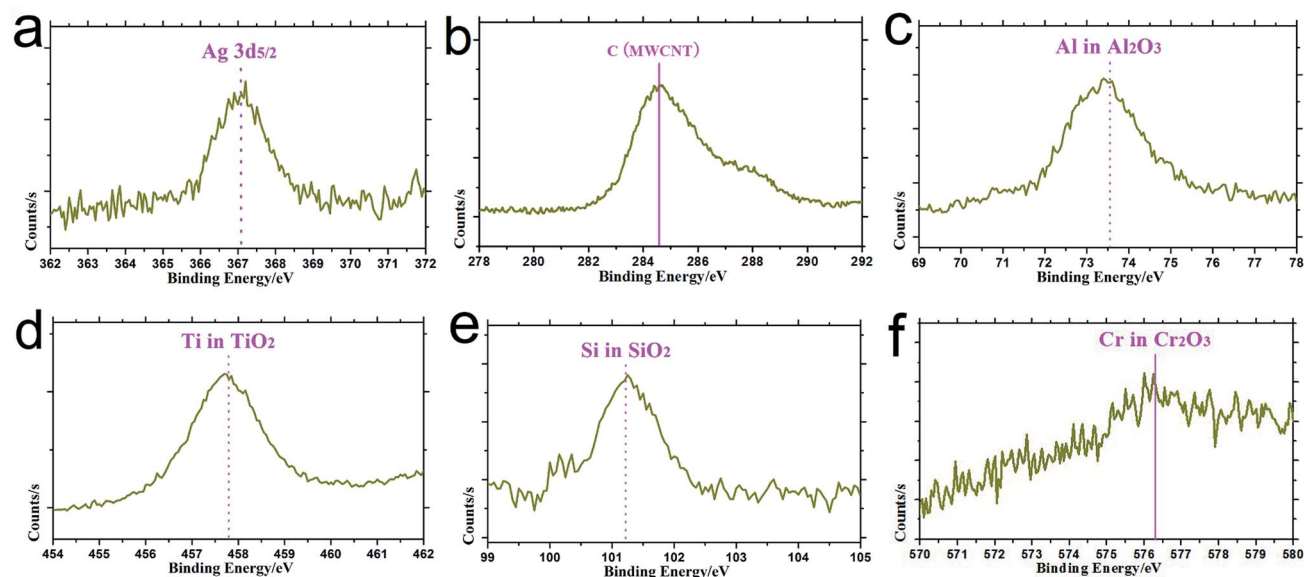 a
Ag 3d5/2
Counts/s
362 363 364 365 366 367 368 369 370 371 372
Binding Energy/eV
b
C (MWCNT)
Counts/s
278 280 282 284 286 288 290 292
Binding Energy/eV
c
Al in Al2O3
Counts/s
69 70 71 72 73 74 75 76 77 78
Binding Energy/eV
d
Ti in TiO2
Counts/s
454 455 456 457 458 459 460 461 462
Binding Energy/eV
e
Si in SiO2
Counts/s
99 100 101 102 103 104 105
Binding Energy/eV
f
Cr in Cr2O3
Counts/s
570 571 572 573 574 575 576 577 578 579 580
Binding Energy/eV